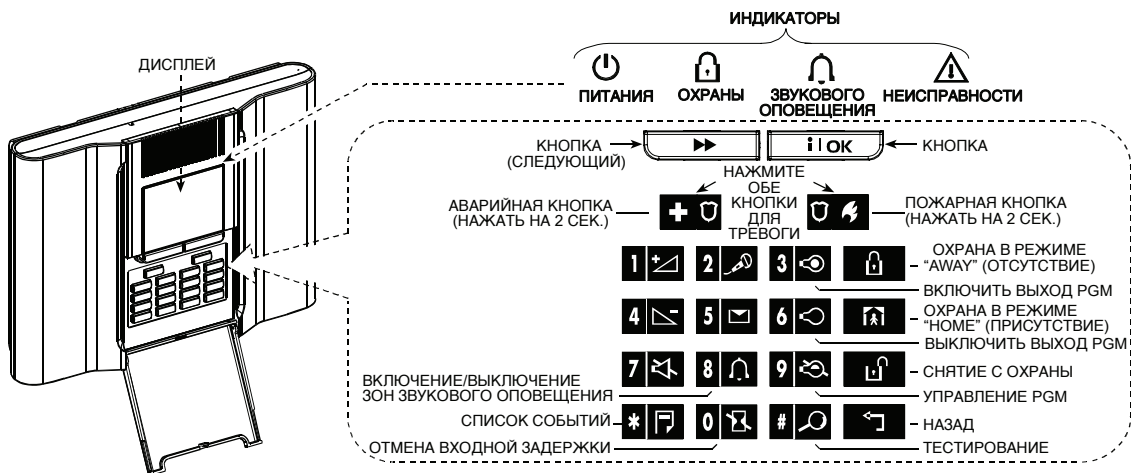 ИНДИКАТОРЫ
ДИСПЛЕЙ
ПИТАНИЯ
ОХРАНЫ
ЗВУКОВОГО
ОПОВЕЩЕНИЯ
НЕИСПРАВНОСТИ
КНОПКА
(СЛЕДУЮЩИЙ)
i OK
КНОПКА
НАЖМИТЕ
ОБЕ
КНОПКИ
ДЛЯ
ТРЕВОГИ
АВАРИЙНАЯ КНОПКА
(НАЖАТЬ НА 2 СЕК.)
ПОЖАРНАЯ КНОПКА
(НАЖАТЬ НА 2 СЕК.)
1 2 3
ОХРАНА В РЕЖИМЕ
“AWAY” (ОТСУТСТВИЕ)
ВКЛЮЧИТЬ ВЫХОД PGM
4 5 6
ОХРАНА В РЕЖИМЕ
“HOME” (ПРИСУТСТВИЕ)
ВЫКЛЮЧИТЬ ВЫХОД PGM
7 8 9
СНЯТИЕ С ОХРАНЫ
ВКЛЮЧЕНИЕ/ВЫКЛЮЧЕНИЕ
ЗОН ЗВУКОВОГО ОПОВЕЩЕНИЯ
УПРАВЛЕНИЕ PGM
СПИСОК СОБЫТИЙ
* 0 #
НАЗАД
ОТМЕНА ВХОДНОЙ ЗАДЕРЖКИ
ТЕСТИРОВАНИЕ